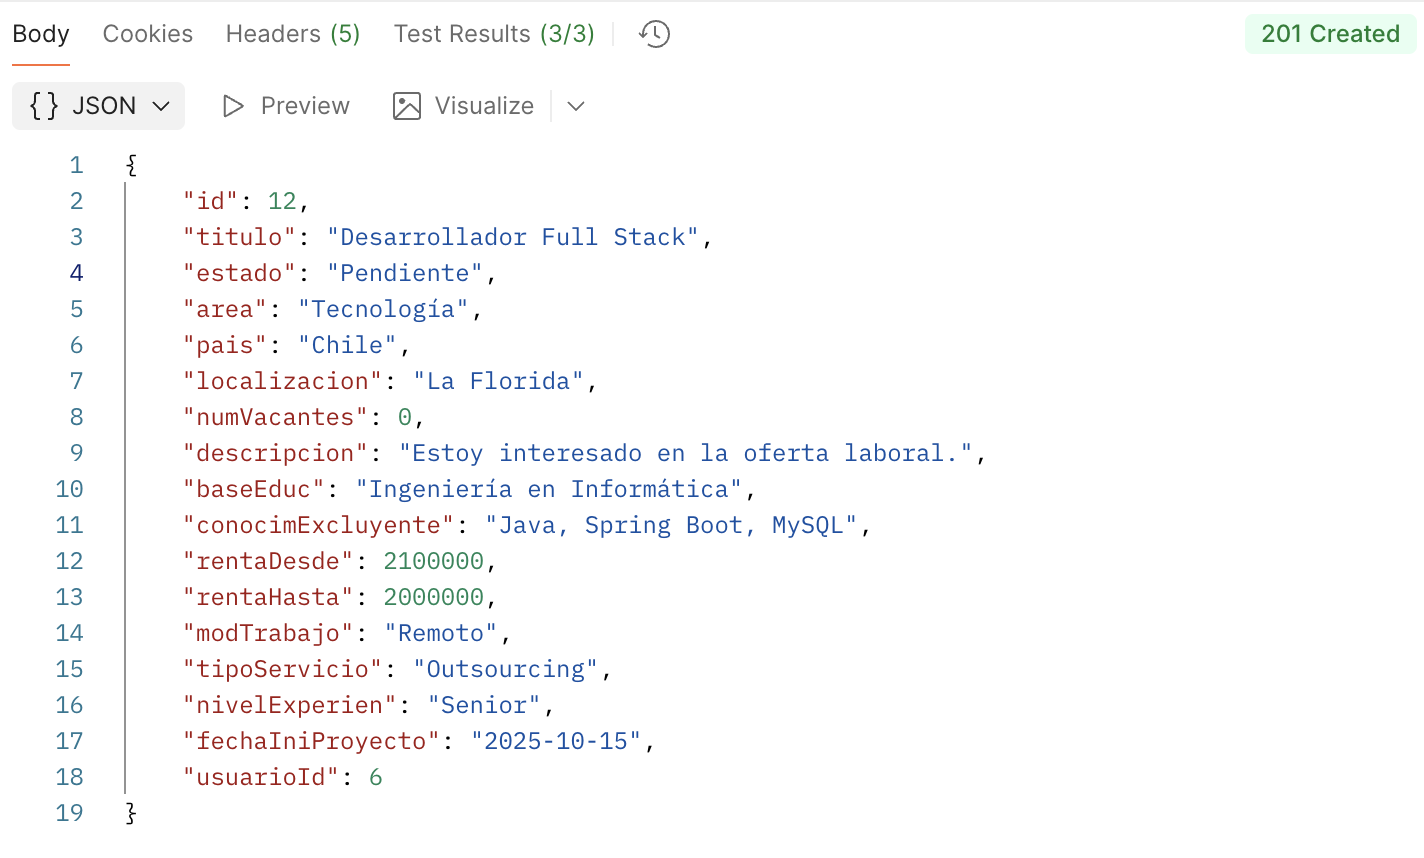 Body Cookies Headers (5) Test Results (3/3) 201 Created
{} JSON Preview Visualize
1 {
2 "id": 12,
3 "titulo": "Desarrollador Full Stack",
4 "estado": "Pendiente",
5 "area": "Tecnología",
6 "pais": "Chile",
7 "localizacion": "La Florida",
8 "numVacantes": 0,
9 "descripcion": "Estoy interesado en la oferta laboral.",
10 "baseEduc": "Ingeniería en Informática",
11 "conocimExcluyente": "Java, Spring Boot, MySQL",
12 "rentaDesde": 2100000,
13 "rentaHasta": 2000000,
14 "modTrabajo": "Remoto",
15 "tipoServicio": "Outsourcing",
16 "nivelExperien": "Senior",
17 "fechaIniProyecto": "2025-10-15",
18 "usuarioId": 6
19 }